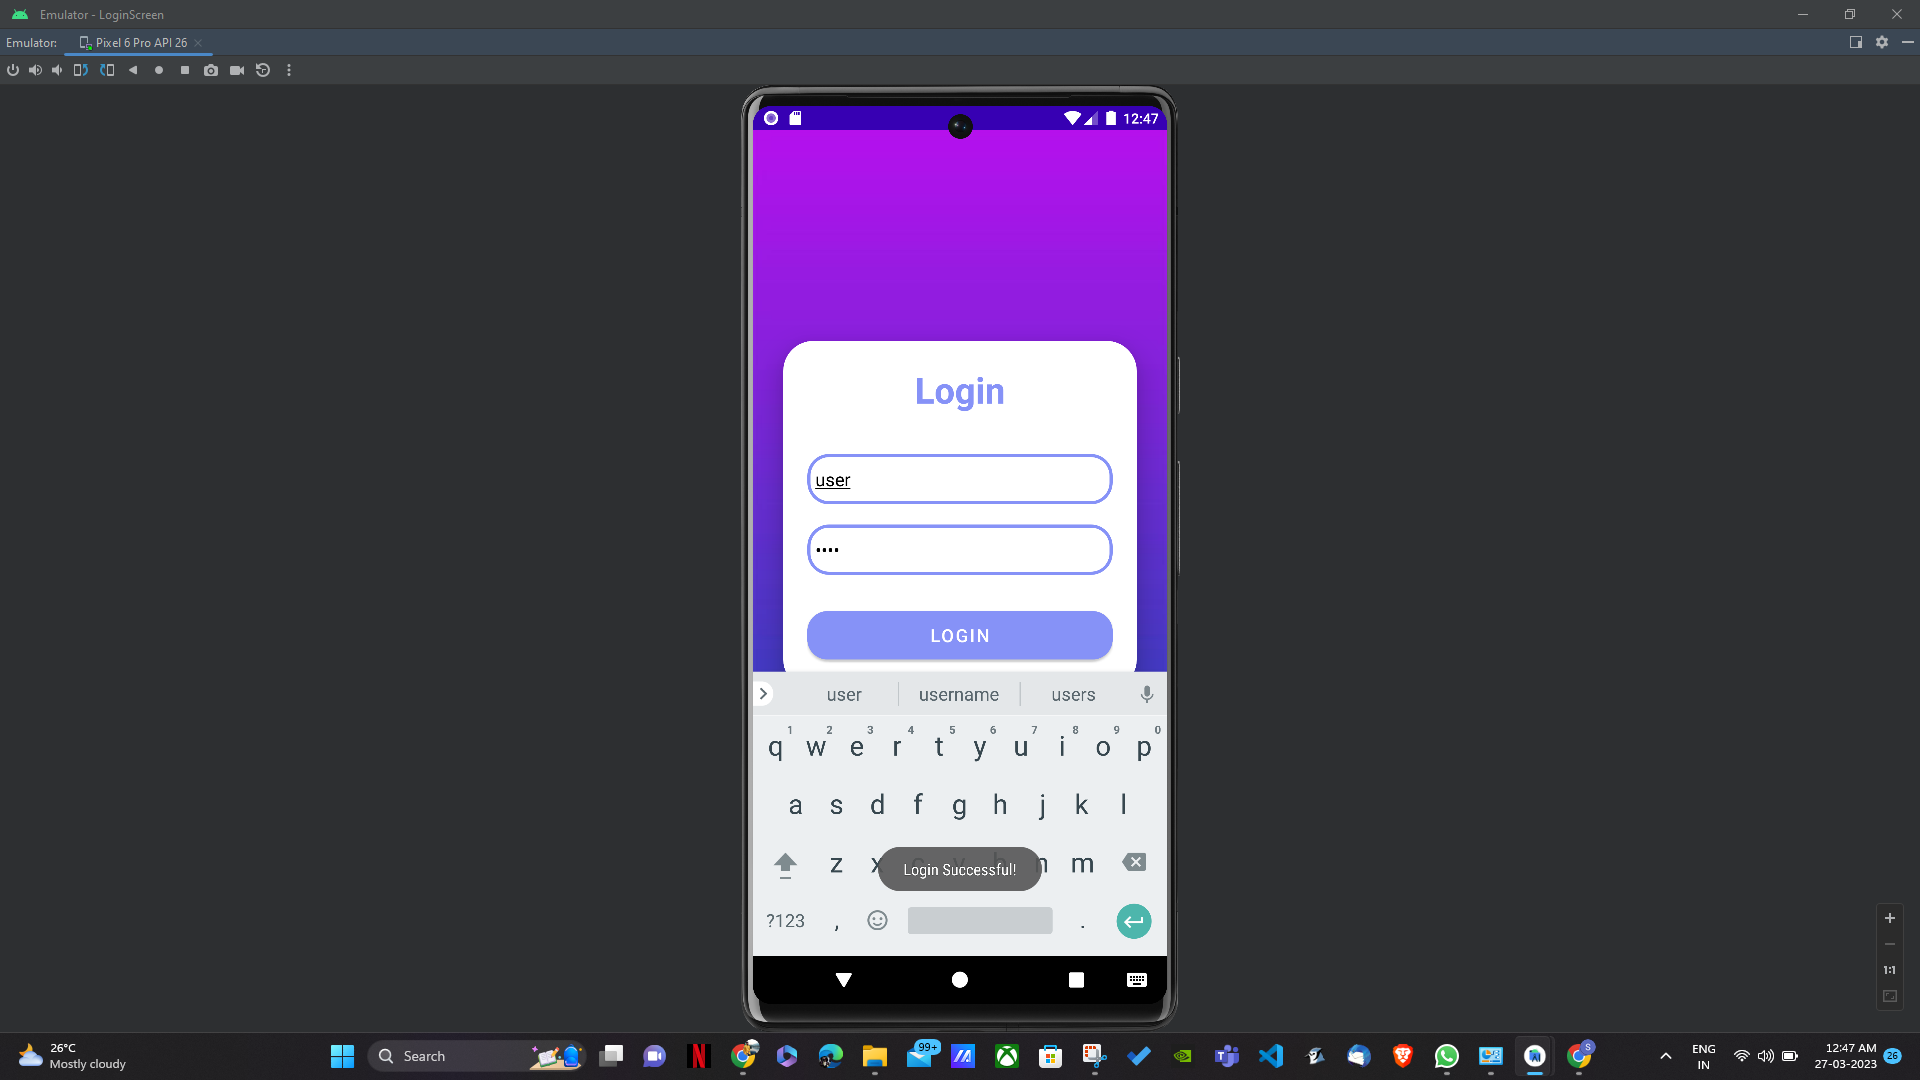 Emulator - LoginScreen
Emulator:
Pixel 6 Pro API 26
12:47
Login
user
••••
LOGIN
user username users
1 2 3 4 5 6 7 8 9 0
q w e r t y u i o p
a s d f g h j k l
z x c v b n m
Login Successful!
?123 , .
1:1
26°C
Mostly cloudy
Search
99+
N
S
ENG
IN
12:47 AM
27-03-2023
26